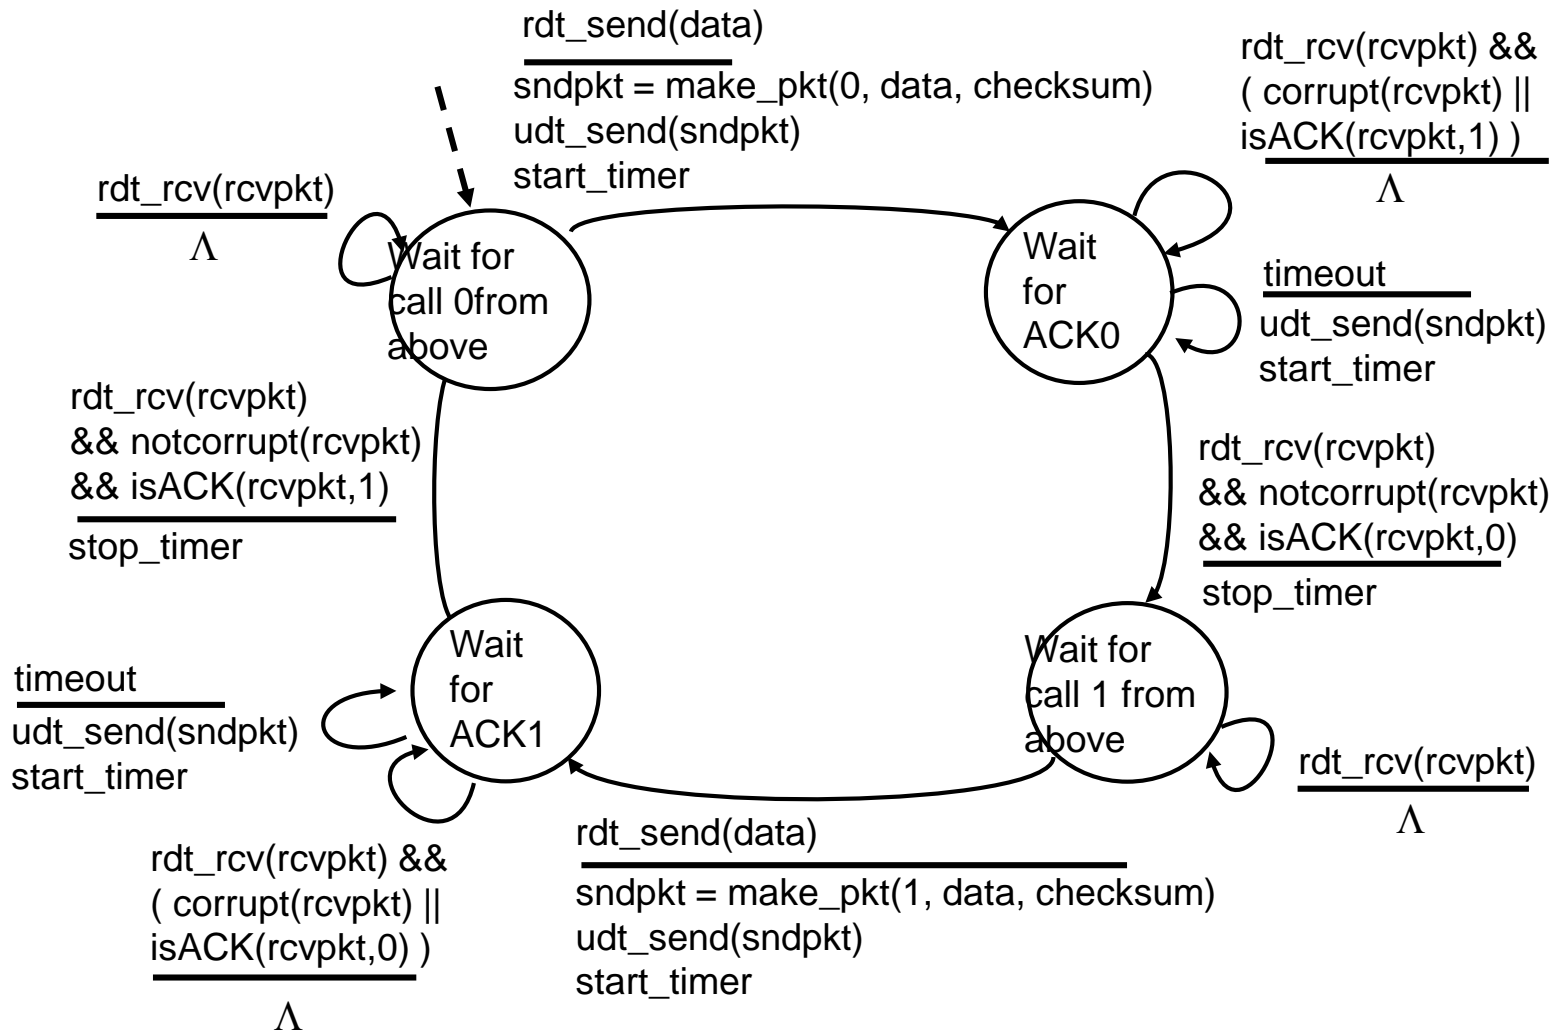 rdt_send(data)
sndpkt = make_pkt(0, data, checksum)
udt_send(sndpkt)
start_timer
rdt_rcv(rcvpkt) &&
( corrupt(rcvpkt) ||
isACK(rcvpkt,1) )
Λ
rdt_rcv(rcvpkt)
Λ
Wait for
call 0from
above
Wait
for
ACK0
timeout
udt_send(sndpkt)
start_timer
rdt_rcv(rcvpkt)
&& notcorrupt(rcvpkt)
&& isACK(rcvpkt,1)
stop_timer
rdt_rcv(rcvpkt)
&& notcorrupt(rcvpkt)
&& isACK(rcvpkt,0)
stop_timer
Wait
for
ACK1
Wait for
call 1 from
above
timeout
udt_send(sndpkt)
start_timer
rdt_rcv(rcvpkt)
Λ
rdt_rcv(rcvpkt) &&
( corrupt(rcvpkt) ||
isACK(rcvpkt,0) )
Λ
rdt_send(data)
sndpkt = make_pkt(1, data, checksum)
udt_send(sndpkt)
start_timer